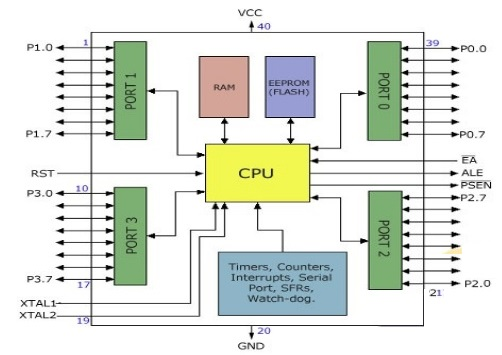 VCC
40
P1.0
1
39
P0.0
PORT 1
RAM
EEPROM
(FLASH)
PORT 0
P1.7
P0.7
EA
RST
CPU
ALE
PSEN
P3.0
10
P2.7
PORT 3
PORT 2
Timers, Counters,
Interrupts, Serial
Port, SFRs,
Watch-dog.
P3.7
17
P2.0
21
XTAL1
XTAL2
19
20
GND